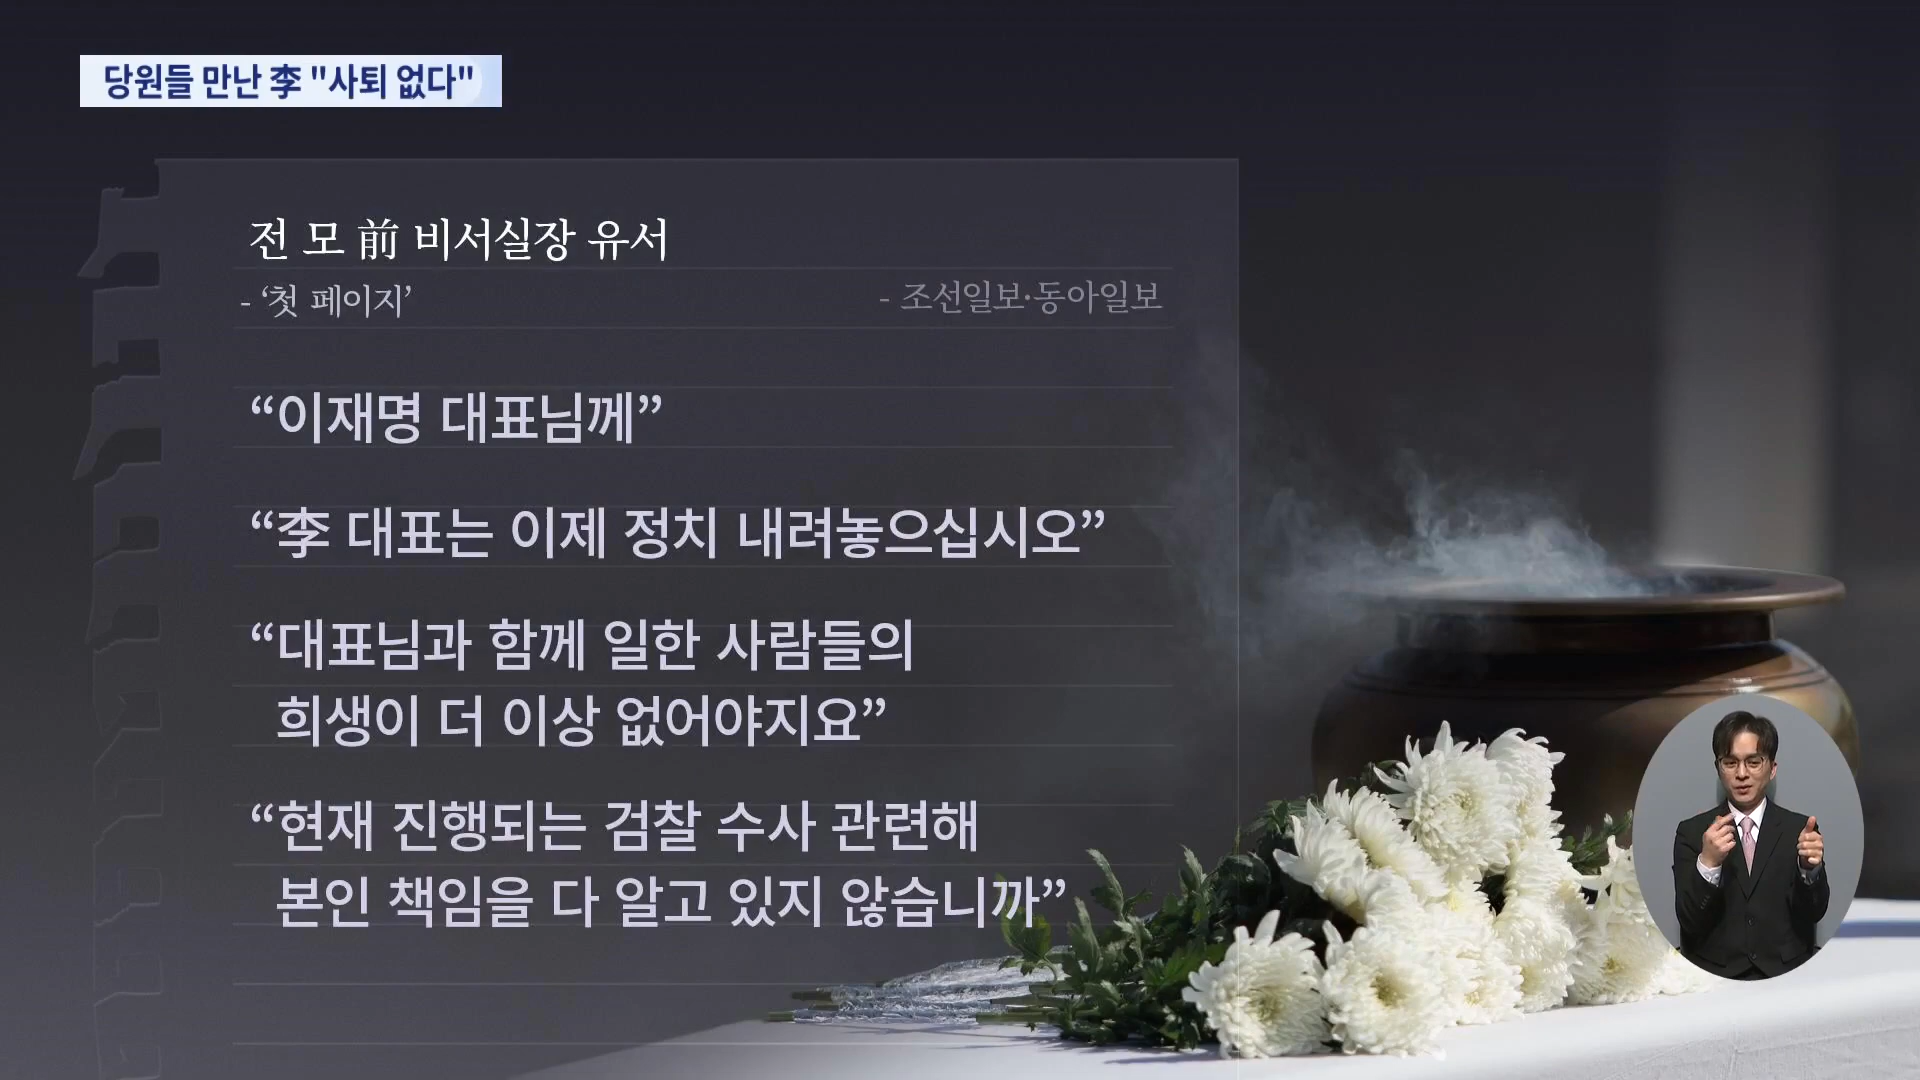 당원들 만난 李 "사퇴 없다"
전 모 前 비서실장 유서
- ‘첫 페이지’
- 조선일보·동아일보
“이재명 대표님께”
“李 대표는 이제 정치 내려놓으십시오”
“대표님과 함께 일한 사람들의
희생이 더 이상 없어야지요”
“현재 진행되는 검찰 수사 관련해
본인 책임을 다 알고 있지 않습니까”